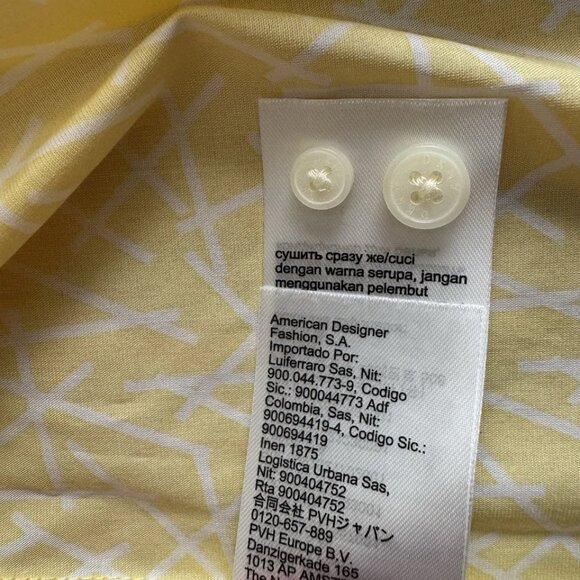 сушить сразу же/cuci
dengan warna serupa, jangan
menggunakan pelembut
American Designer
Fashion, S.A.
Importado Por:
Luiferraro Sas, Nit:
900.044.773-9, Codigo
Sic.: 900044773 Adf
Colombia, Sas, Nit:
900694419-4, Codigo Sic.:
900694419
Inen 1875
Logistica Urbana Sas,
Nit: 900404752
Rta 900404752
合同会社 PVHジャパン
0120-657-889
PVH Europe B.V.
Danzigerkade 165
1013 AP